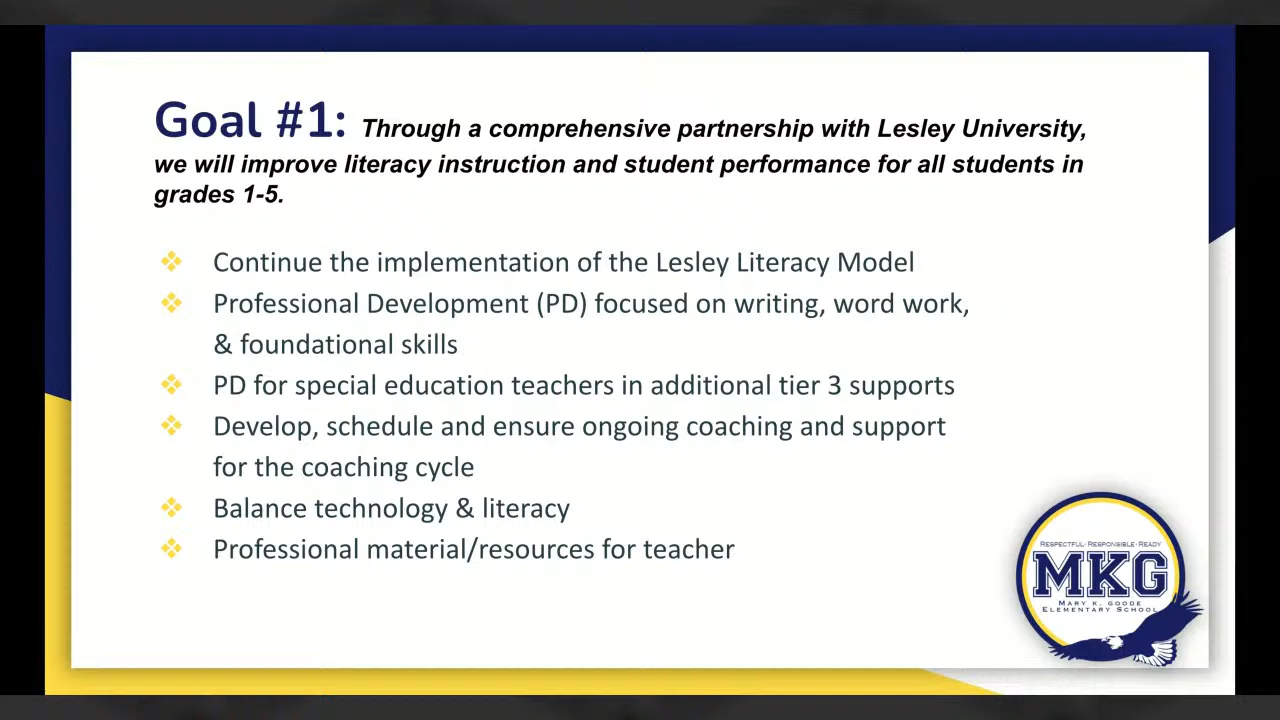 Goal #1: Through a comprehensive partnership with Lesley University,
we will improve literacy instruction and student performance for all students in
grades 1-5.
❖ Continue the implementation of the Lesley Literacy Model
❖ Professional Development (PD) focused on writing, word work,
& foundational skills
❖ PD for special education teachers in additional tier 3 supports
❖ Develop, schedule and ensure ongoing coaching and support
for the coaching cycle
❖ Balance technology & literacy
❖ Professional material/resources for teacher
RESPECTFUL · RESPONSIBLE · READY
MKG
MARY K. GOODE
ELEMENTARY SCHOOL